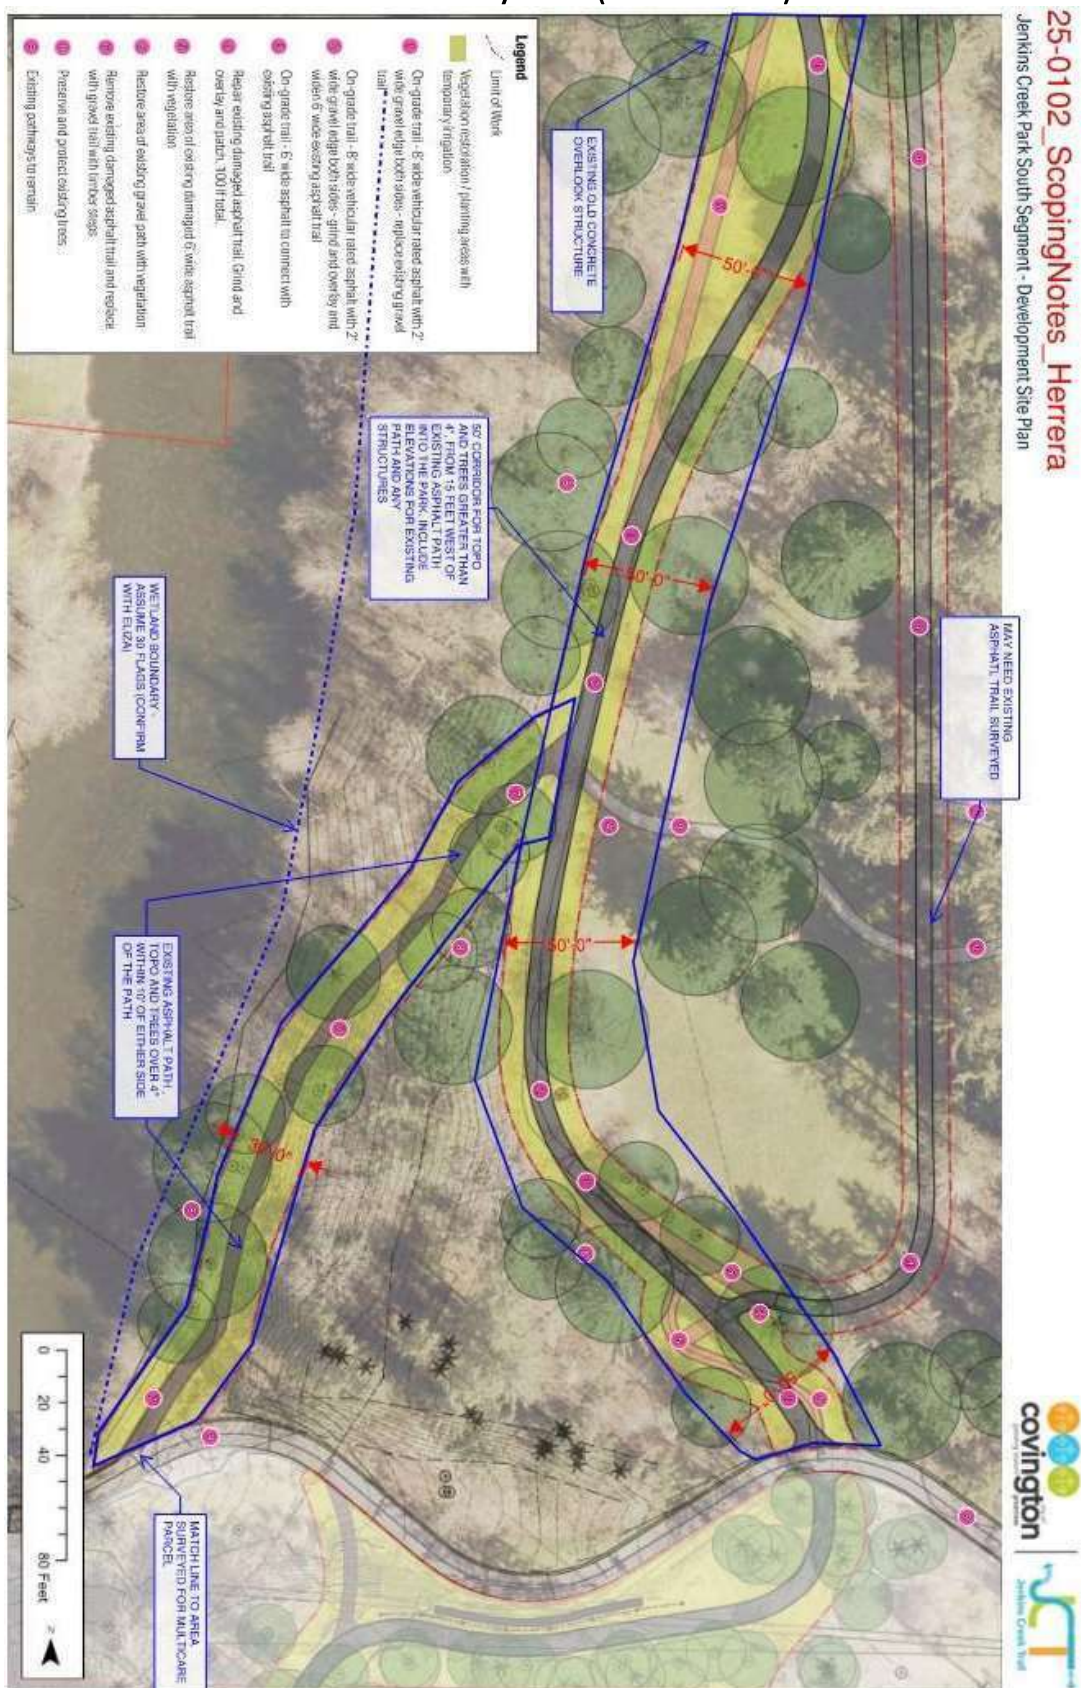 25-0102_ScopingNotes_Herrera
Jenkins Creek Park South Segment - Development Site Plan
covington
Jenkins Creek Trail
Legend
Limit of Work
Vegetation restoration / planting areas with
temporary irrigation
On-grade trail - 8' wide vehicular rated asphalt with 2'
wide gravel edge both sides - replace existing gravel
trail
On-grade trail - 8' wide vehicular rated asphalt with 2'
wide gravel edge both sides - grind and overlay and
widen 6' wide existing asphalt trail
On-grade trail - 6' wide asphalt to connect with
existing asphalt trail
Repair existing damaged asphalt trail. Grind and
overlay and patch. 100 lf total.
Restore area of existing damaged 6' wide asphalt trail
with vegetation
Restore area of existing gravel path with vegetation
Remove existing damaged asphalt trail and replace
with gravel trail with timber steps
Preserve and protect existing trees
Existing pathways to remain
EXISTING OLD CONCRETE
OVERLOOK STRUCTURE
50' CORRIDOR FOR TOPO
AND TREES GREATER THAN
4". FROM 15 FEET WEST OF
EXISTING ASPHALT PATH
INTO THE PARK. INCLUDE
ELEVATIONS FOR EXISTING
PATH AND ANY
STRUCTURES
MAY NEED EXISTING
ASPHATL TRAIL SURVEYED
WETLAND BOUNDARY -
ASSUME 30 FLAGS (CONFIRM
WITH ELIZA)
EXISTING ASPHALT PATH.
TOPO AND TREES OVER 4"
WITHIN 10' OF EITHER SIDE
OF THE PATH
MATCH LINE TO AREA
SURVEYED FOR MULTICARE
PARCEL
50'-0"
50'-0"
0 20 40 80 Feet